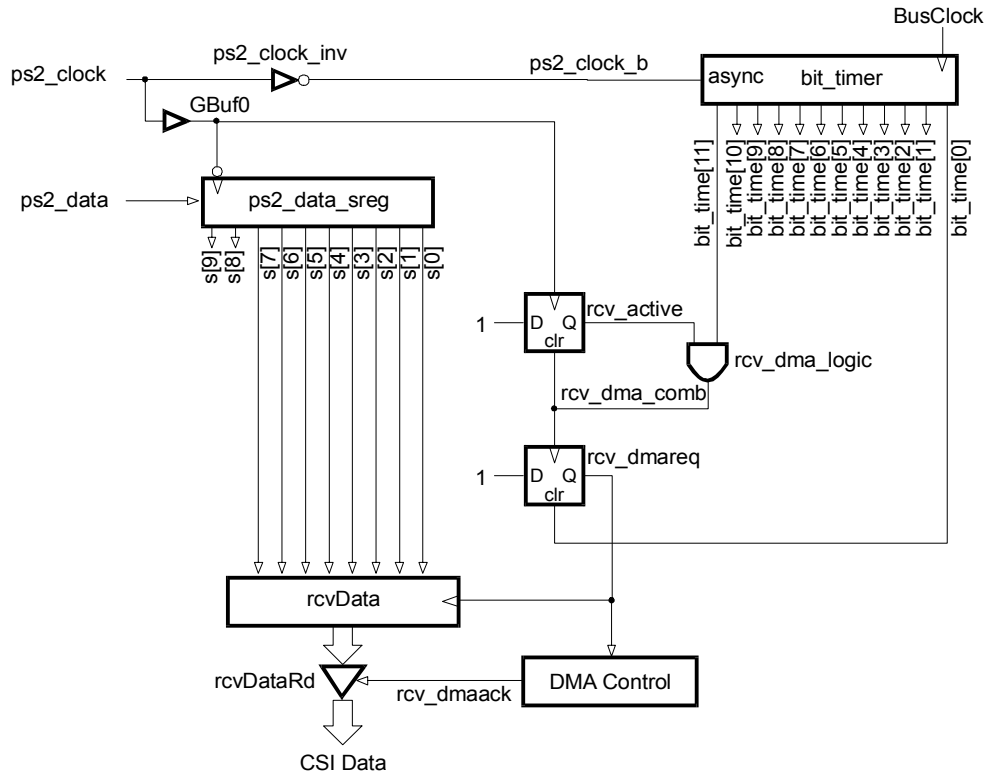 BusClock
ps2_clock_inv
ps2_clock
ps2_clock_b
async
bit_timer
GBuf0
bit_time[11]
bit_time[10]
bit_time[9]
bit_time[8]
bit_time[7]
bit_time[6]
bit_time[5]
bit_time[4]
bit_time[3]
bit_time[2]
bit_time[1]
bit_time[0]
ps2_data
ps2_data_sreg
s[9]
s[8]
s[7]
s[6]
s[5]
s[4]
s[3]
s[2]
s[1]
s[0]
rcv_active
1
D Q
clr
rcv_dma_logic
rcv_dma_comb
rcv_dmareq
1
D Q
clr
rcvData
rcvDataRd
rcv_dmaack
DMA Control
CSI Data